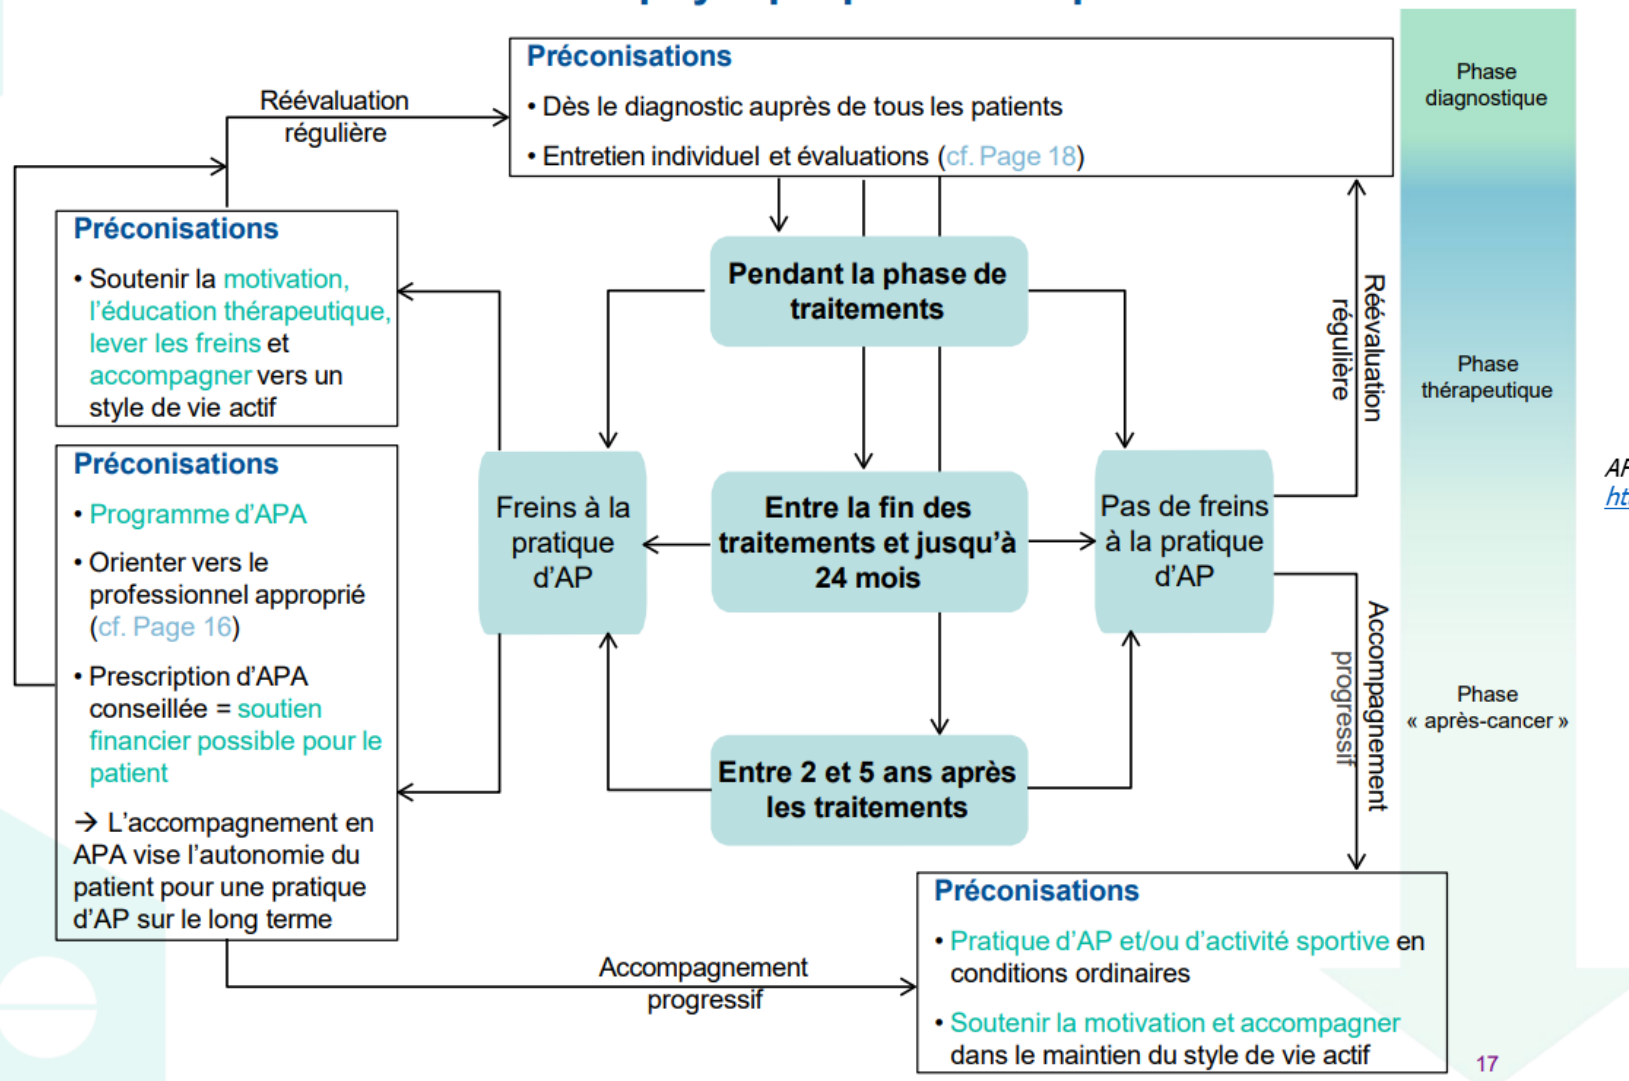 Préconisations
• Dès le diagnostic auprès de tous les patients
• Entretien individuel et évaluations (cf. Page 18)
Réévaluation
régulière
Préconisations
• Soutenir la motivation,
l'éducation thérapeutique,
lever les freins et
accompagner vers un
style de vie actif
Préconisations
• Programme d'APA
• Orienter vers le
professionnel approprié
(cf. Page 16)
• Prescription d'APA
conseillée = soutien
financier possible pour le
patient
→ L'accompagnement en
APA vise l'autonomie du
patient pour une pratique
d'AP sur le long terme
Pendant la phase de
traitements
Freins à la
pratique
d'AP
Entre la fin des
traitements et jusqu'à
24 mois
Pas de freins
à la pratique
d'AP
Entre 2 et 5 ans après
les traitements
Réévaluation
régulière
Accompagnement
progressif
Accompagnement
progressif
Préconisations
• Pratique d'AP et/ou d'activité sportive en
conditions ordinaires
• Soutenir la motivation et accompagner
dans le maintien du style de vie actif
Phase
diagnostique
Phase
thérapeutique
Phase
« après-cancer »
17